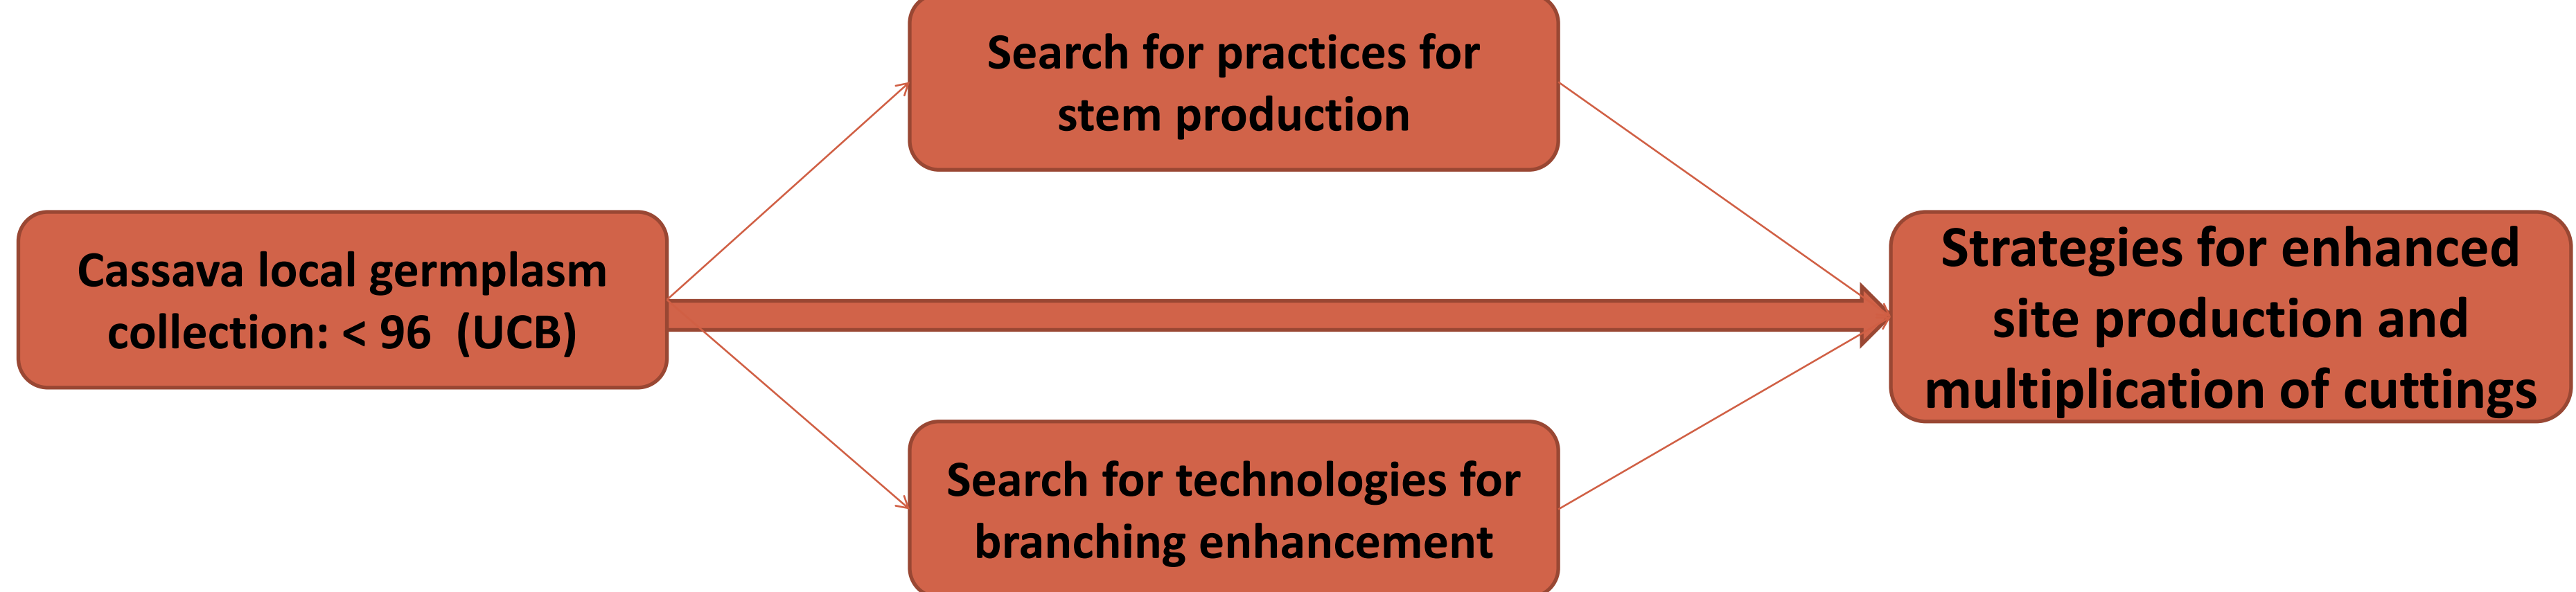 Search for practices for
stem production
Cassava local germplasm
collection: < 96  (UCB)
Strategies for enhanced
site production and
multiplication of cuttings
Search for technologies for
branching enhancement